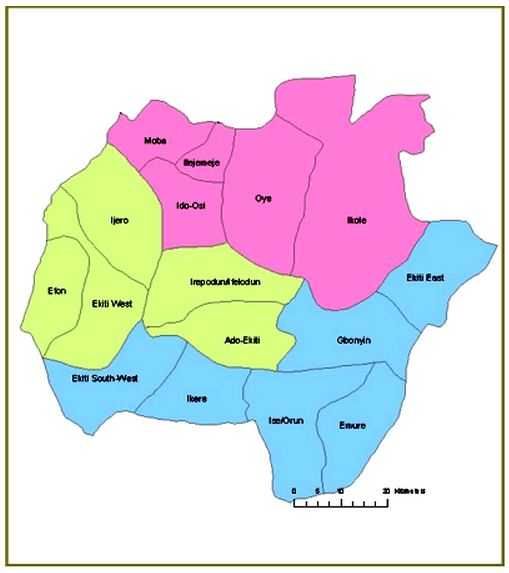 Moba
Ilejemeje
Ido-Osi
Oye
Ikole
Ijero
Efon
Ekiti West
Irepodun/Ifelodun
Ado-Ekiti
Ekiti East
Gbonyin
Ekiti South-West
Ikere
Ise/Orun
Emure
0 5 10 20 Kilometers